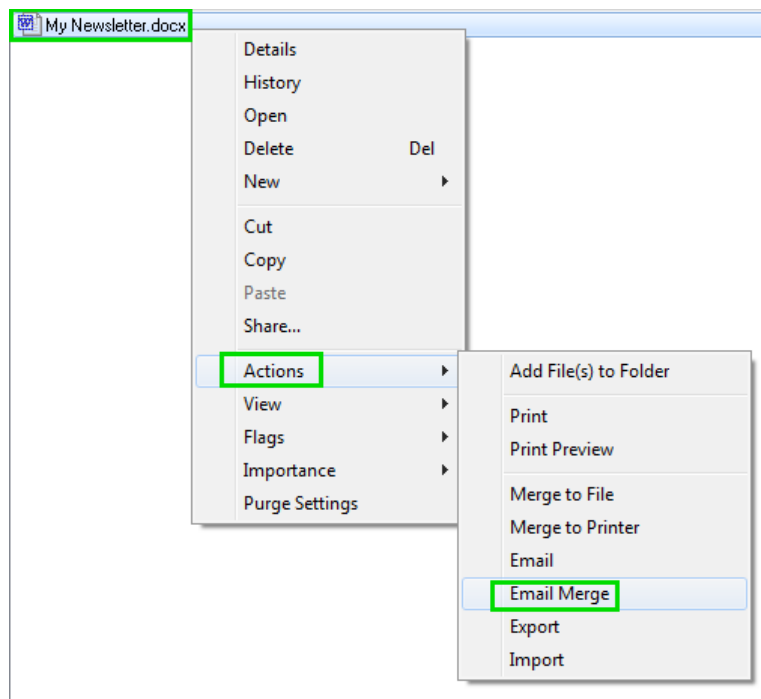 My Newsletter.docx
Details
History
Open
Delete Del
New
Cut
Copy
Paste
Share...
Actions
View
Flags
Importance
Purge Settings
Add File(s) to Folder
Print
Print Preview
Merge to File
Merge to Printer
Email
Email Merge
Export
Import